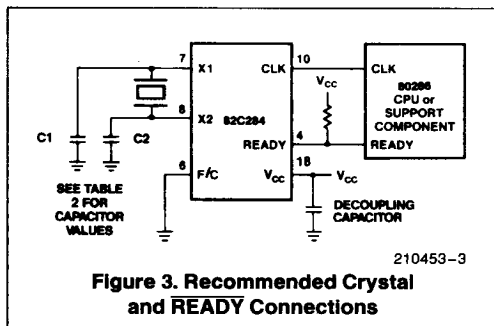 7
X1
CLK
10
CLK
VCC
80286
CPU or
SUPPORT
COMPONENT
8
X2
82C284
C1
C2
READY
4
READY
18
6
F/C
VCC
VCC
SEE TABLE
2 FOR
CAPACITOR
VALUES
DECOUPLING
CAPACITOR
210453–3
Figure 3. Recommended Crystal
and READY Connections